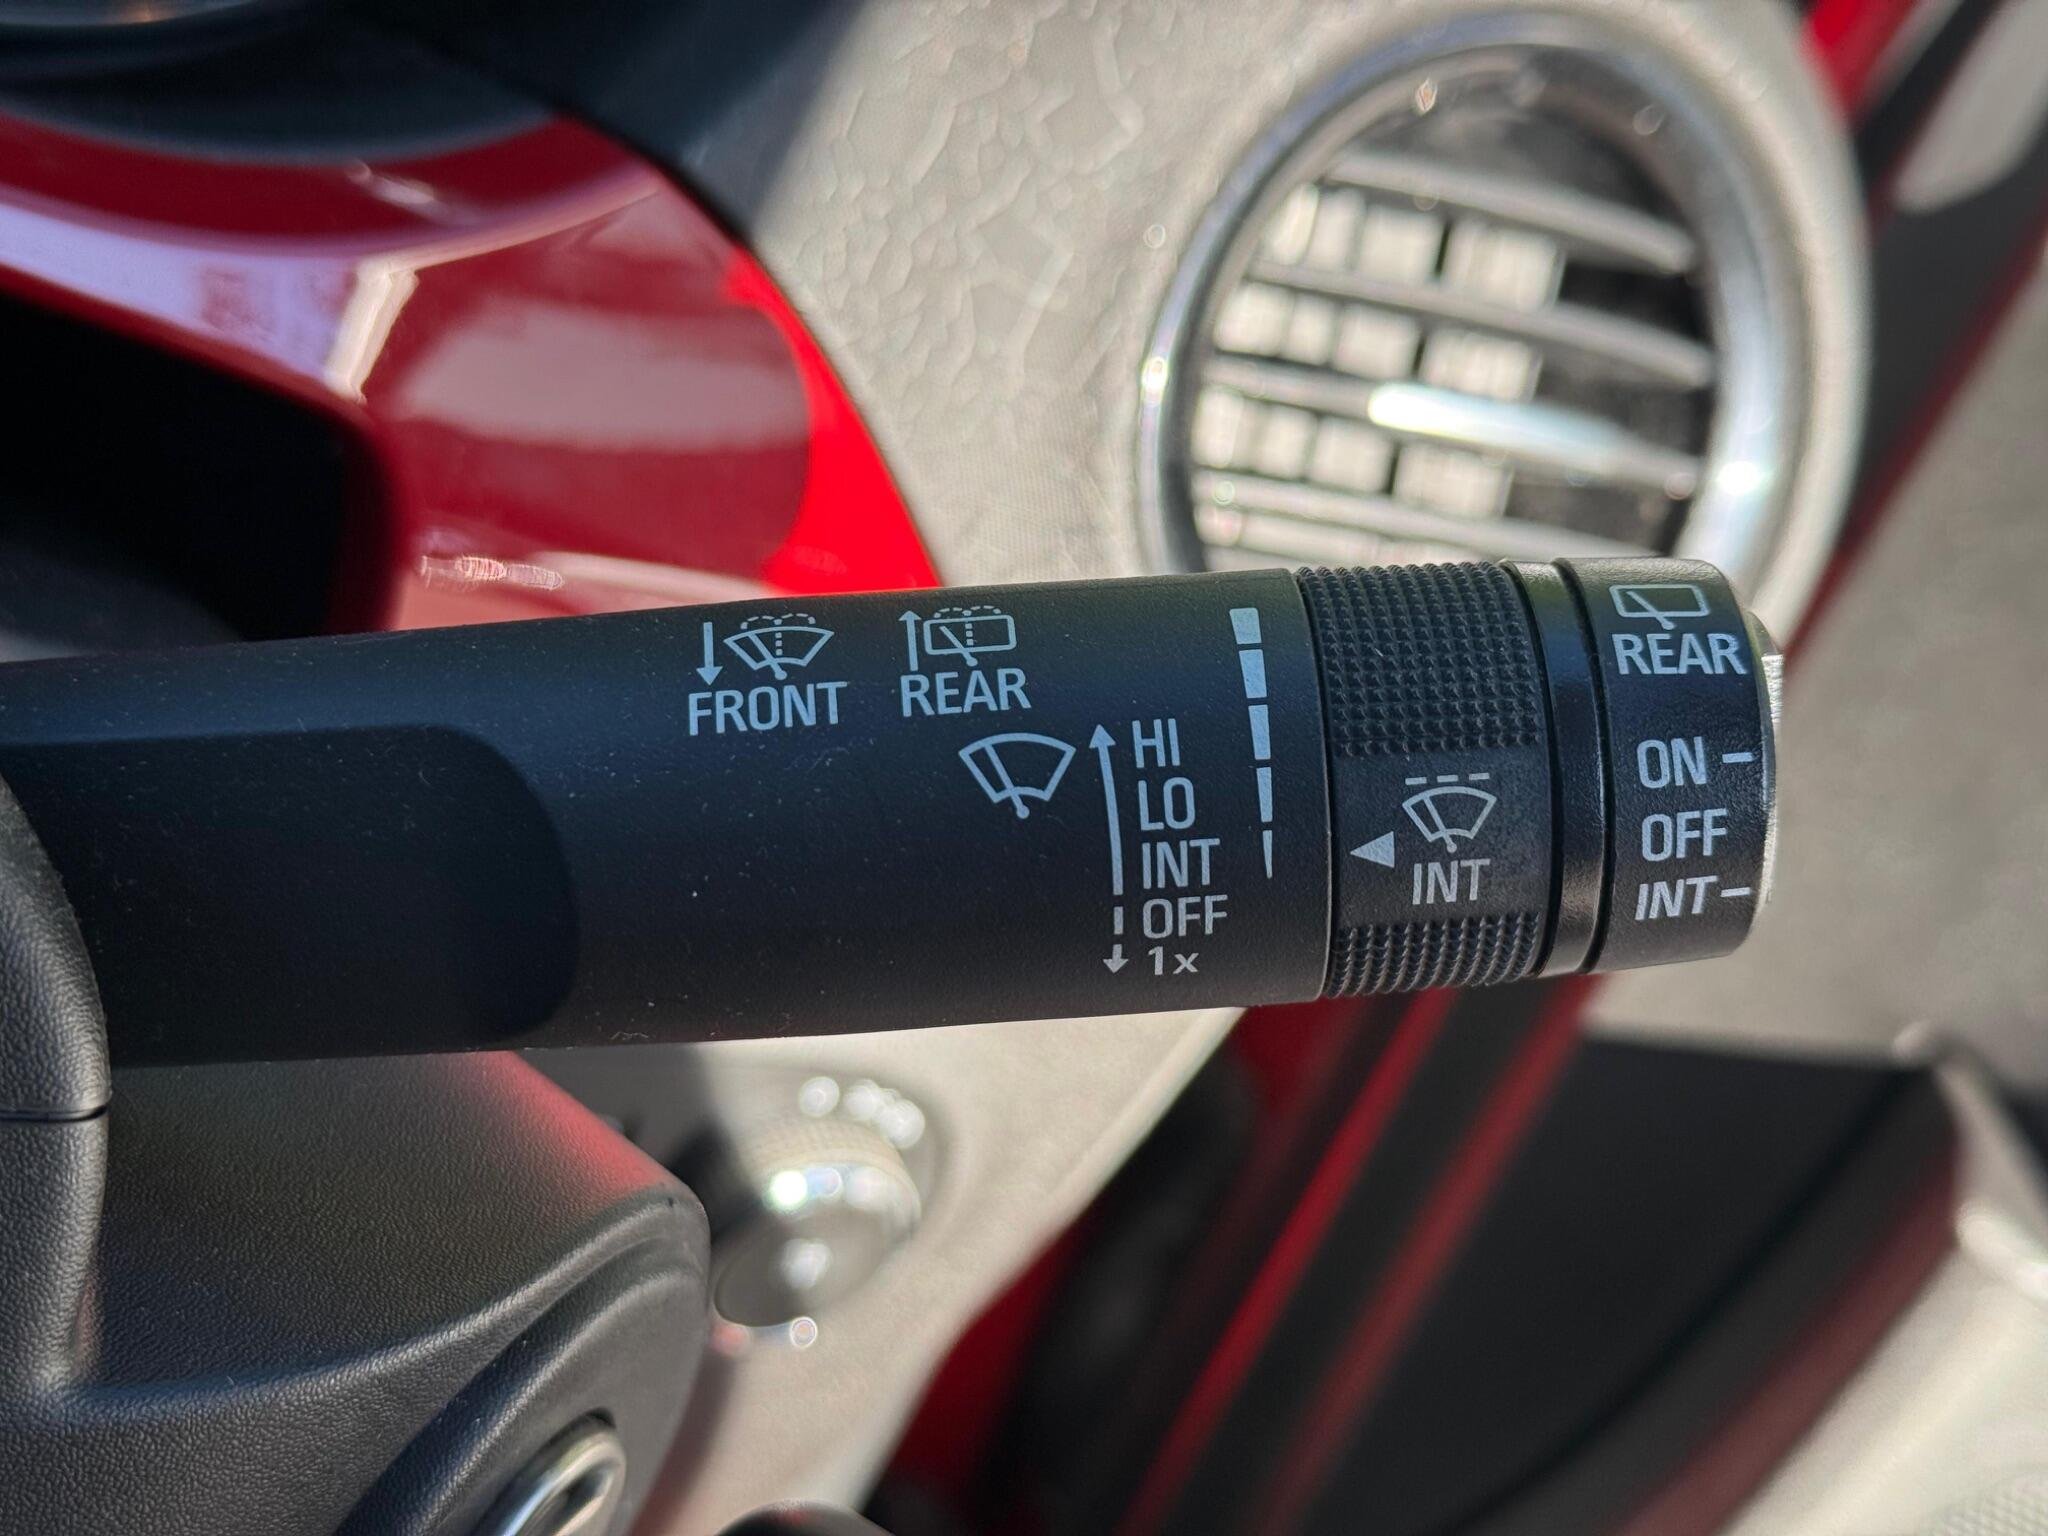 FRONT
REAR
HI
LO
INT
OFF
1x
INT
REAR
ON
OFF
INT